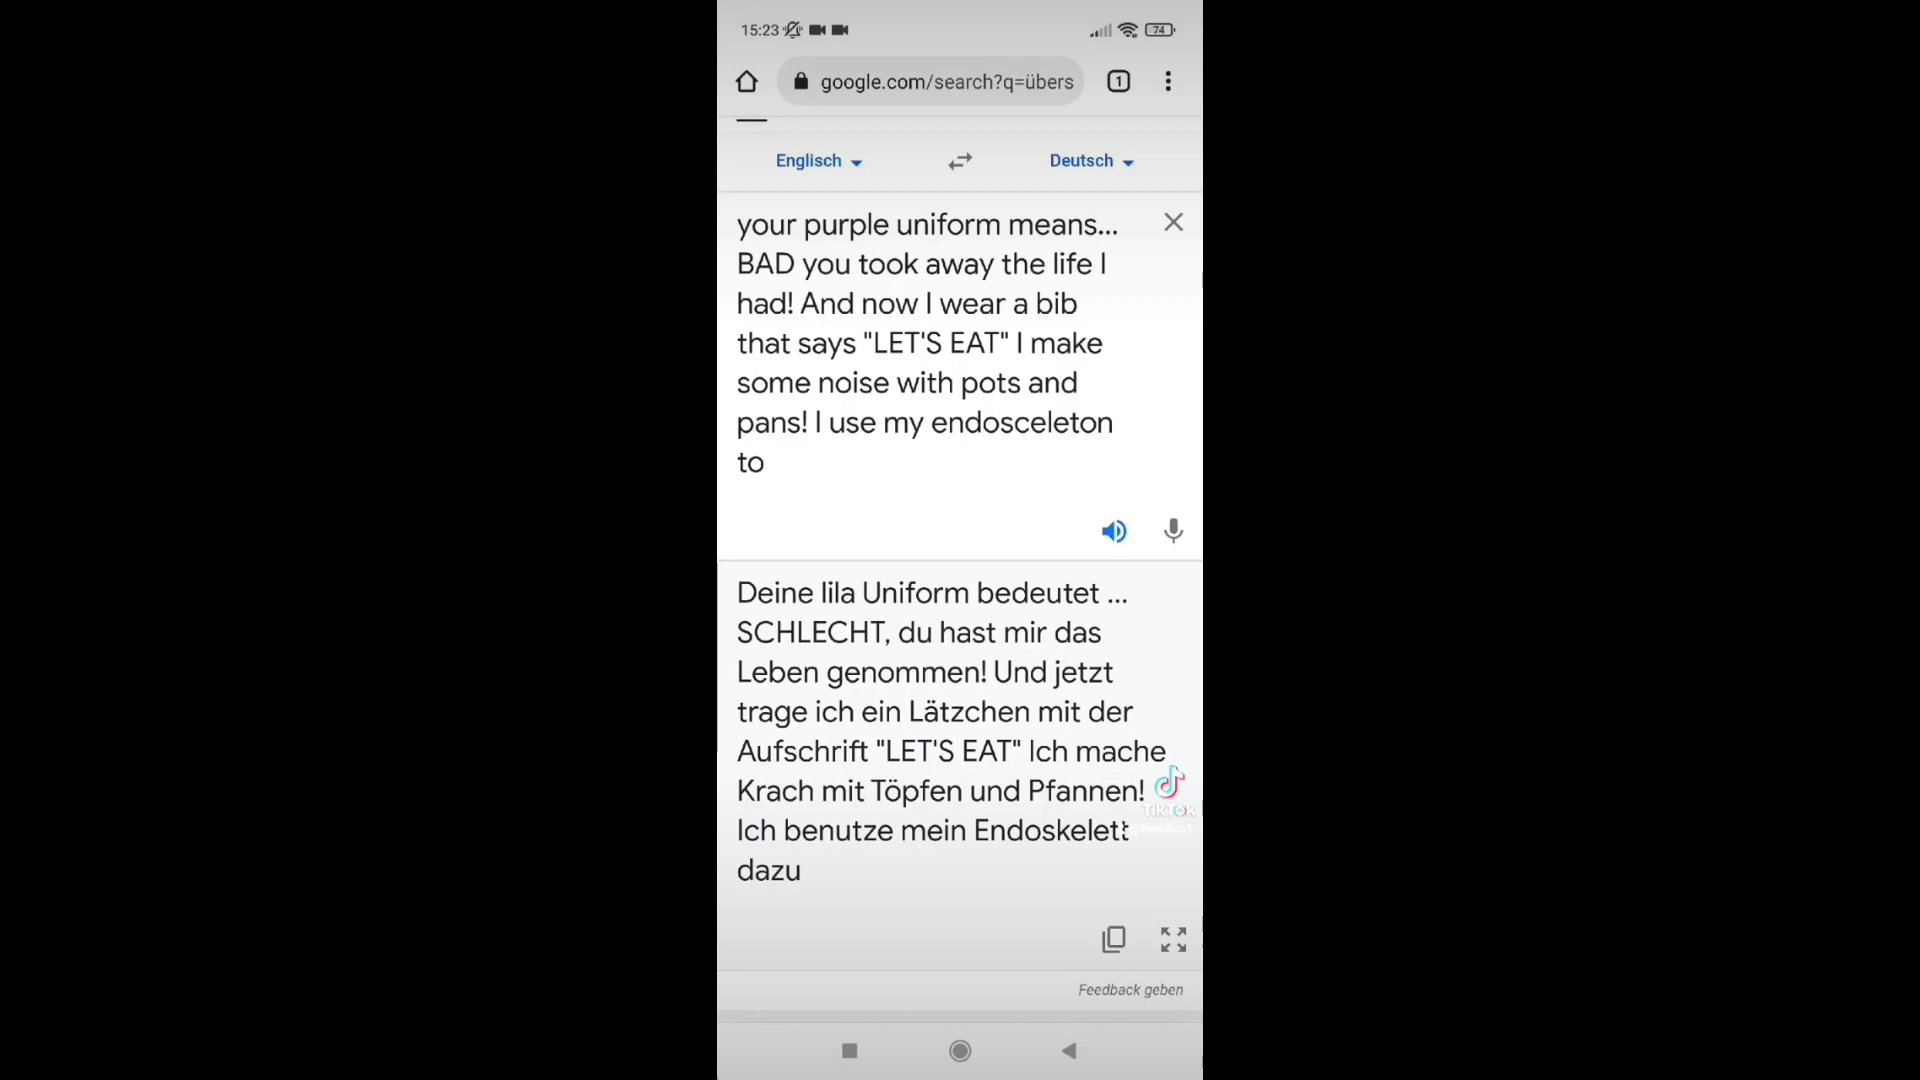 15:23
74
google.com/search?q=übers
1
Englisch
Deutsch
your purple uniform means...
BAD you took away the life I
had! And now I wear a bib
that says "LET'S EAT" I make
some noise with pots and
pans! I use my endosceleton
to
Deine lila Uniform bedeutet ...
SCHLECHT, du hast mir das
Leben genommen! Und jetzt
trage ich ein Lätzchen mit der
Aufschrift "LET'S EAT" Ich mache
Krach mit Töpfen und Pfannen!
TikTok
Ich benutze mein Endoskelett
dazu
Feedback geben